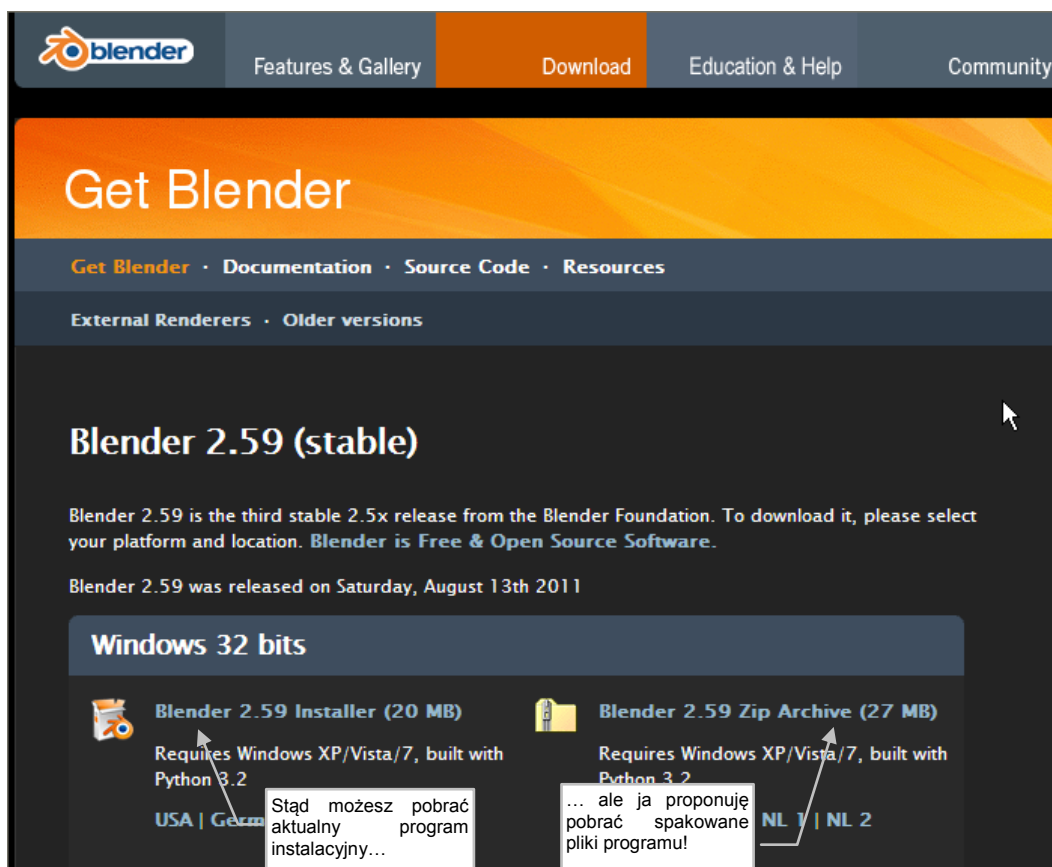 blender
Features & Gallery
Download
Education & Help
Community
Get Blender
Get Blender · Documentation · Source Code · Resources
External Renderers · Older versions
Blender 2.59 (stable)
Blender 2.59 is the third stable 2.5x release from the Blender Foundation. To download it, please select
your platform and location. Blender is Free & Open Source Software.
Blender 2.59 was released on Saturday, August 13th 2011
Windows 32 bits
Blender 2.59 Installer (20 MB)
Requires Windows XP/Vista/7, built with
Python 3.2
USA |
Stąd możesz pobrać
aktualny program
instalacyjny…
Blender 2.59 Zip Archive (27 MB)
Requires Windows XP/Vista/7, built with
Python 3.2
NL 1 | NL 2
… ale ja proponuję
pobrać spakowane
pliki programu!